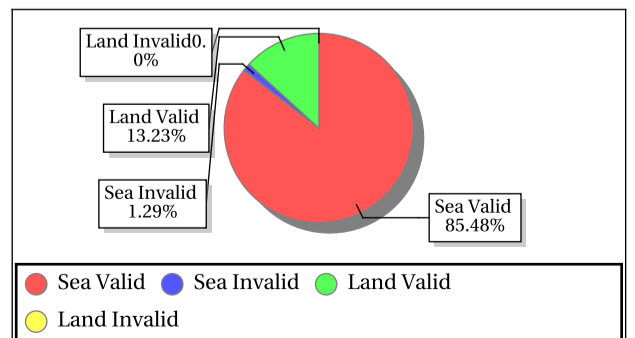 Land Invalid0.
0%
Land Valid
13.23%
Sea Invalid
1.29%
Sea Valid
85.48%
Sea Valid Sea Invalid Land Valid
Land Invalid